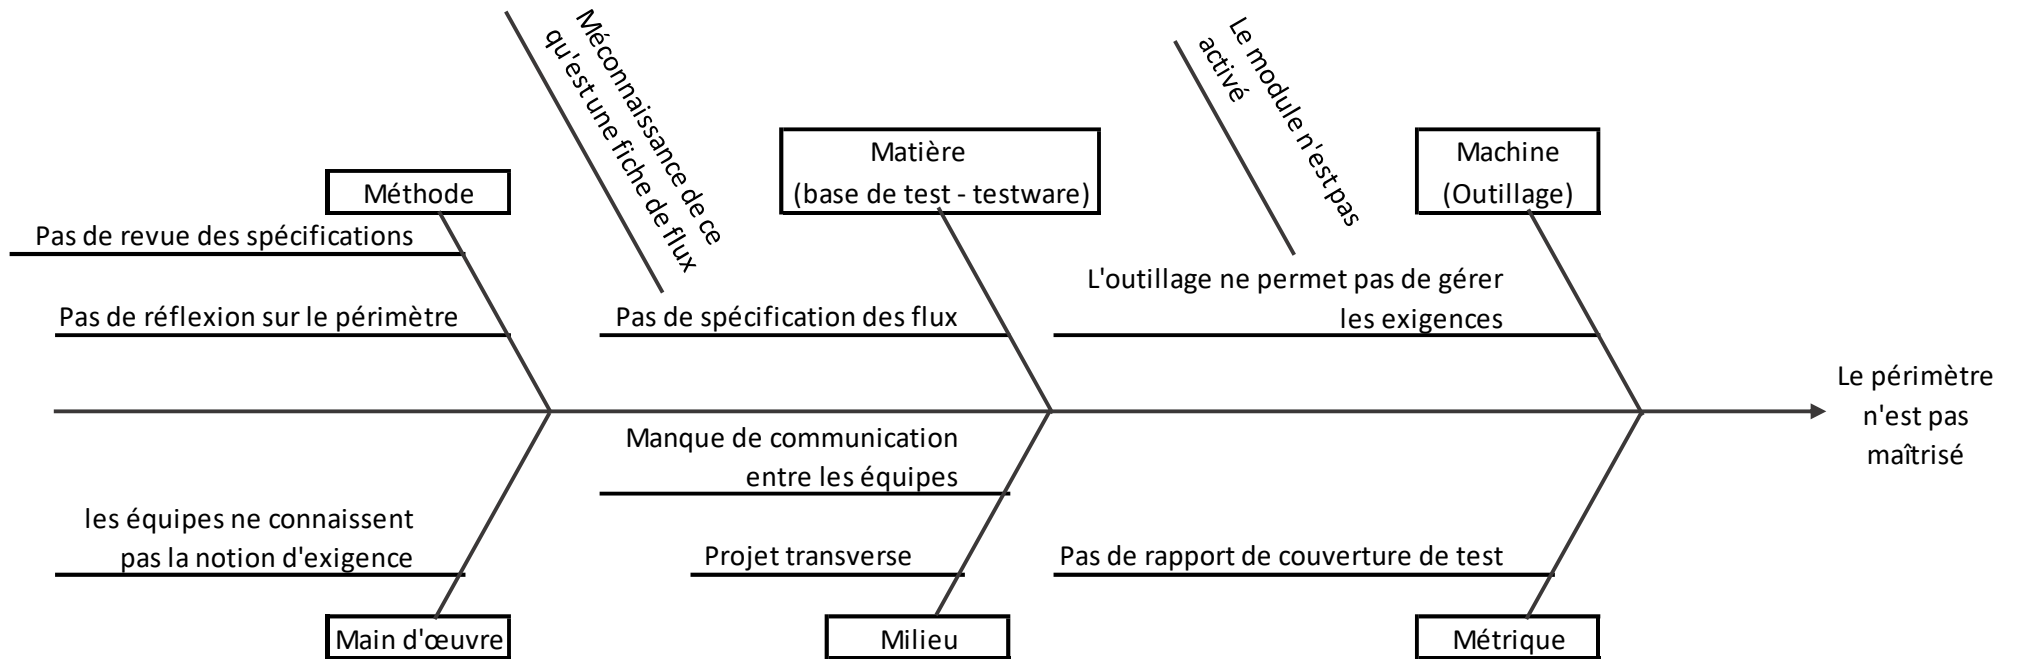 Méconnaissance de ce
qu'est une fiche de flux
Le module n'est pas
activé
Méthode
Matière
(base de test - testware)
Machine
(Outillage)
Pas de revue des spécifications
Pas de réflexion sur le périmètre
Pas de spécification des flux
L'outillage ne permet pas de gérer
les exigences
Le périmètre
n'est pas
maîtrisé
Manque de communication
entre les équipes
les équipes ne connaissent
pas la notion d'exigence
Projet transverse
Pas de rapport de couverture de test
Main d'œuvre
Milieu
Métrique